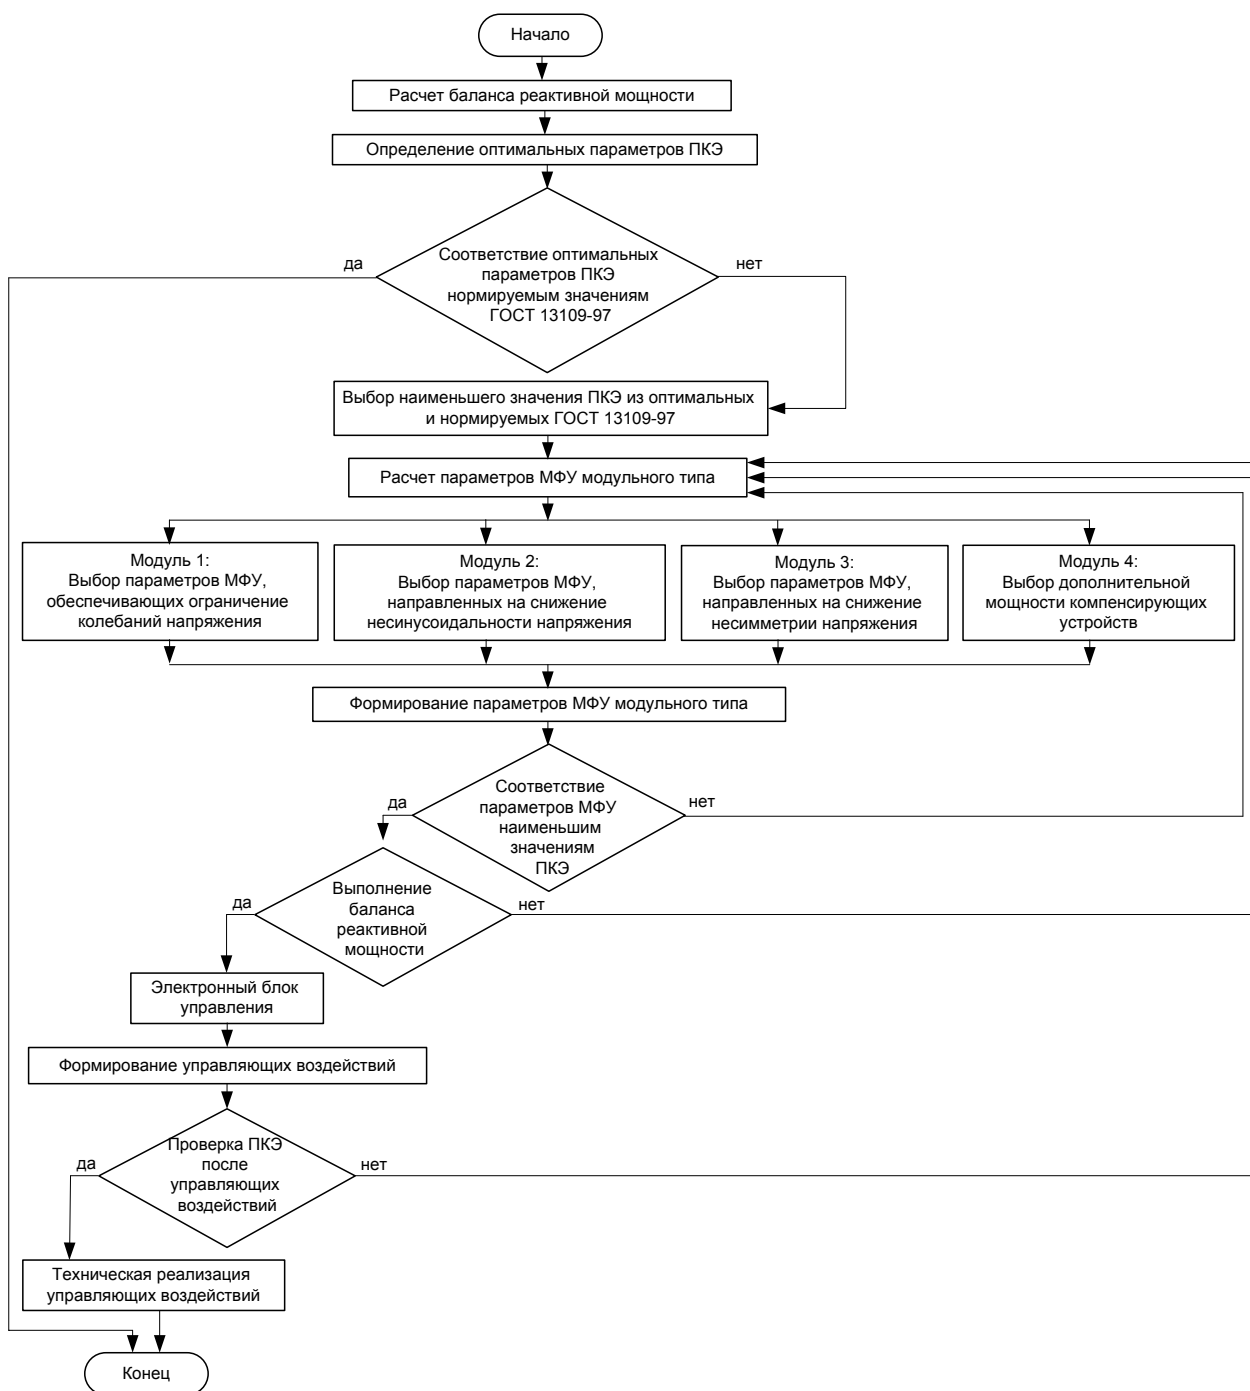 Начало
Расчет баланса реактивной мощности
Определение оптимальных параметров ПКЭ
Соответствие оптимальных
параметров ПКЭ
нормируемым значениям
ГОСТ 13109-97
да
нет
Выбор наименьшего значения ПКЭ из оптимальных
и нормируемых ГОСТ 13109-97
Расчет параметров МФУ модульного типа
Модуль 1:
Выбор параметров МФУ,
обеспечивающих ограничение
колебаний напряжения
Модуль 2:
Выбор параметров МФУ,
направленных на снижение
несинусоидальности напряжения
Модуль 3:
Выбор параметров МФУ,
направленных на снижение
несимметрии напряжения
Модуль 4:
Выбор дополнительной
мощности компенсирующих
устройств
Формирование параметров МФУ модульного типа
Соответствие
параметров МФУ
наименьшим
значениям
ПКЭ
да
нет
Выполнение
баланса
реактивной
мощности
да
нет
Электронный блок
управления
Формирование управляющих воздействий
Проверка ПКЭ
после
управляющих
воздействий
да
нет
Техническая реализация
управляющих воздействий
Конец